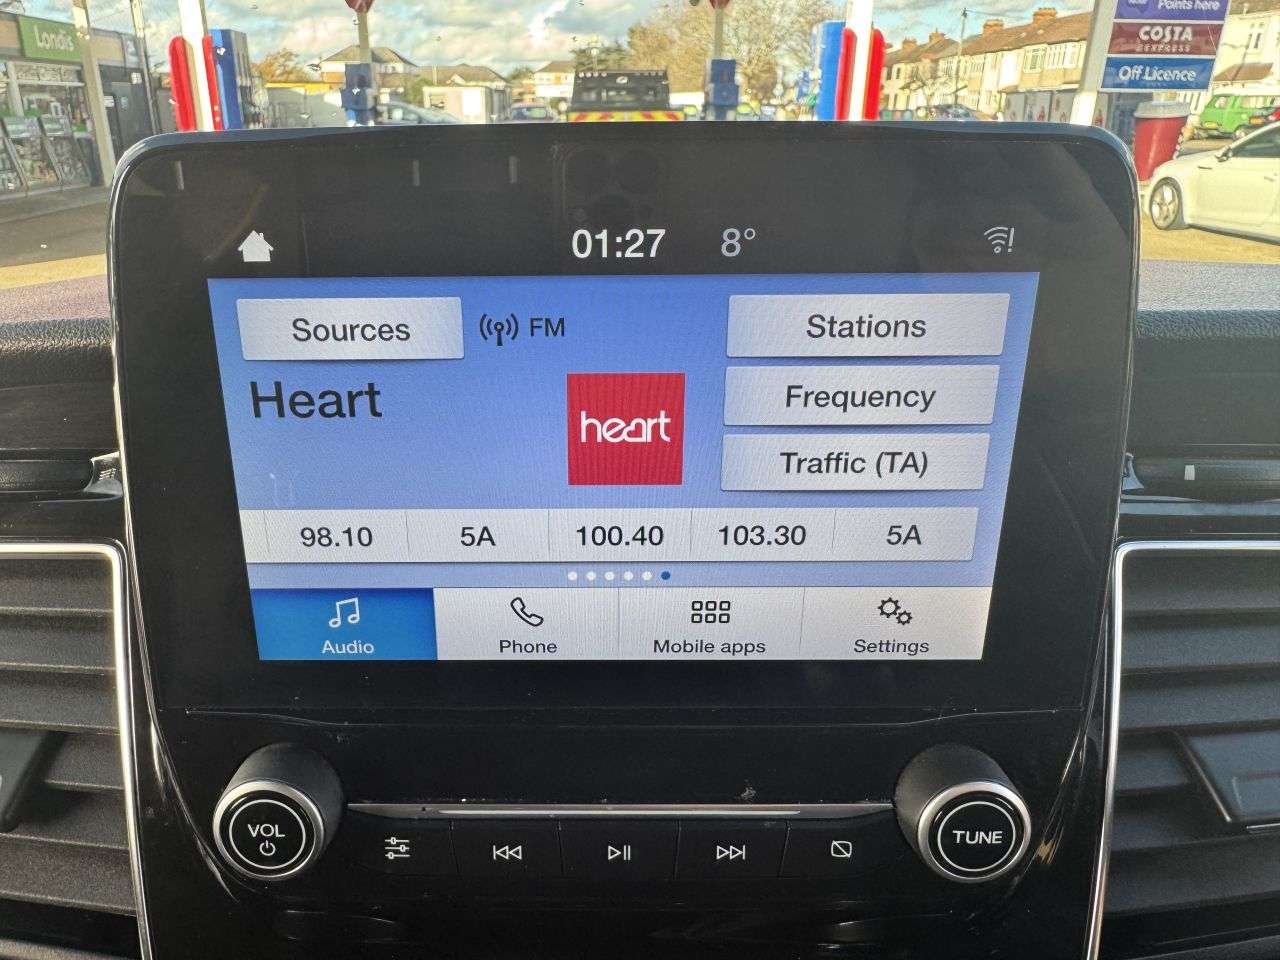 Londis
Points here
COSTA
EXPRESS
Off Licence
01:27 8°
Sources FM Stations
Heart
heart
Frequency
Traffic (TA)
98.10 5A 100.40 103.30 5A
Audio Phone Mobile apps Settings
VOL
TUNE